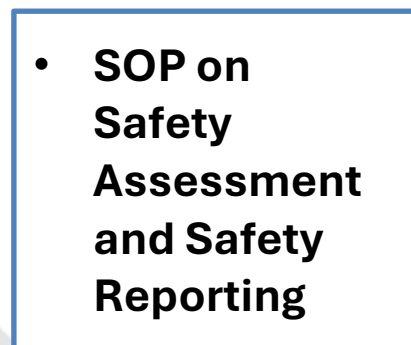 • SOP on
Safety
Assessment
and Safety
Reporting